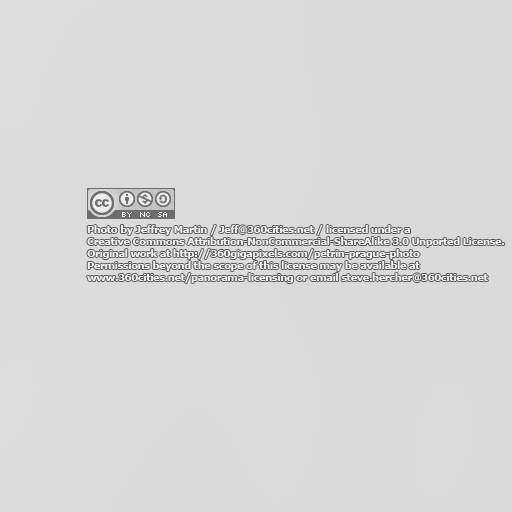 cc BY NC SA
Photo by Jeffrey Martin / Jeff@360cities.net / licensed under a
Creative Commons Attribution-NonCommercial-ShareAlike 3.0 Unported License.
Original work at http://360gigapixels.com/petrin-prague-photo
Permissions beyond the scope of this license may be available at
www.360cities.net/panorama-licensing or email steve.hercher@360cities.net